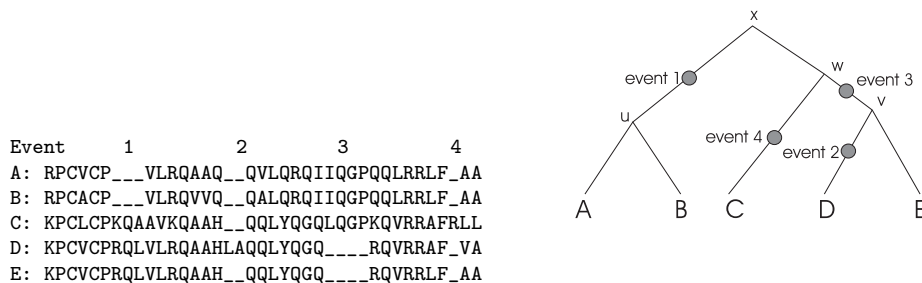 Event 1 2 3 4
A: RPCVCP___VLRQAAQ__QVLQRQIIQGPQQLRRLF_AA
B: RPCACP___VLRQVVQ__QALQRQIIQGPQQLRRLF_AA
C: KPCLCPKQAAVKQAAH__QQLYQGQLQGPKQVRRAFRLL
D: KPCVCPRQLVLRQAAHLAQQLYQGQ____RQVRRAF_VA
E: KPCVCPRQLVLRQAAH__QQLYQGQ____RQVRRLF_AA
x
w
event 1
event 3
v
u
event 4
event 2
A B C D E